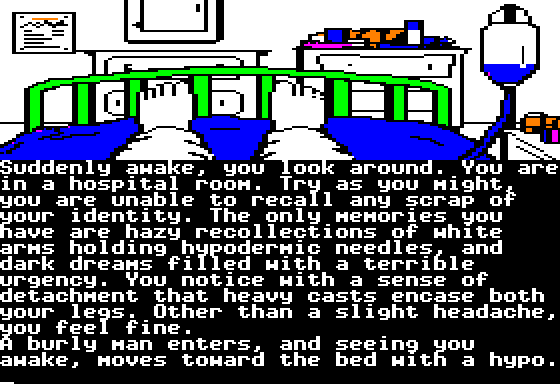 Suddenly awake, you look around. You are
in a hospital room. Try as you might,
you are unable to recall any scrap of
your identity. The only memories you
have are hazy recollections of white
arms holding hypodermic needles, and
dark dreams filled with a terrible
urgency. You notice with a sense of
detachment that heavy casts encase both
your legs. Other than a slight headache,
you feel fine.
A burly man enters, and seeing you
awake, moves toward the bed with a hypo.